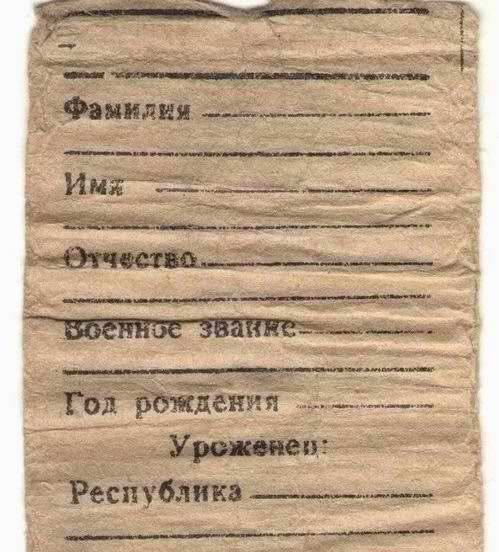 Фамилия
Имя
Отчество
Военное звание
Год рождения
Уроженец:
Республика